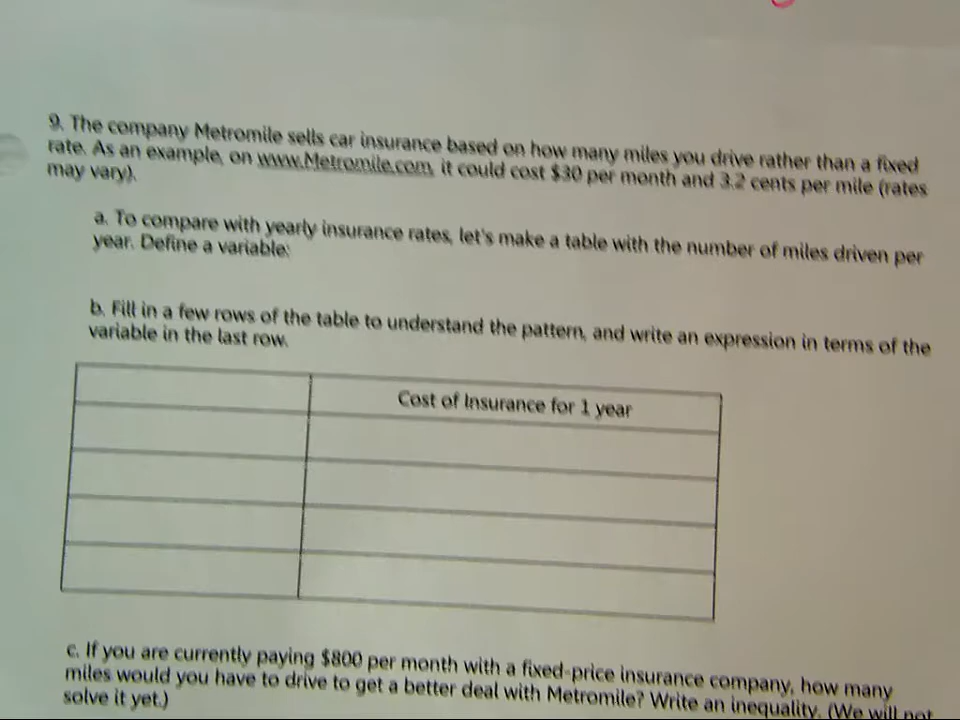 9. The company Metromile sells car insurance based on how many miles you drive rather than a fixed
rate. As an example, on www.Metromile.com, it could cost $30 per month and 3.2 cents per mile (rates
may vary).
a. To compare with yearly insurance rates, let's make a table with the number of miles driven per
year. Define a variable:
b. Fill in a few rows of the table to understand the pattern, and write an expression in terms of the
variable in the last row.
Cost of Insurance for 1 year
c. If you are currently paying $800 per month with a fixed-price insurance company, how many
miles would you have to drive to get a better deal with Metromile? Write an inequality. (We will not
solve it yet.)